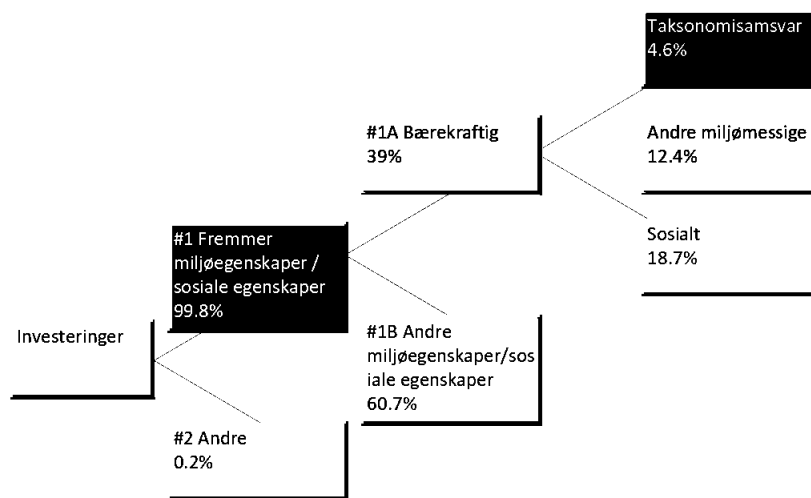 Investeringer
#1 Fremmer
miljøegenskaper /
sosiale egenskaper
99.8%
#2 Andre
0.2%
#1A Bærekraftig
39%
#1B Andre
miljøegenskaper/sos
iale egenskaper
60.7%
Taksonomisamsvar
4.6%
Andre miljømessige
12.4%
Sosialt
18.7%